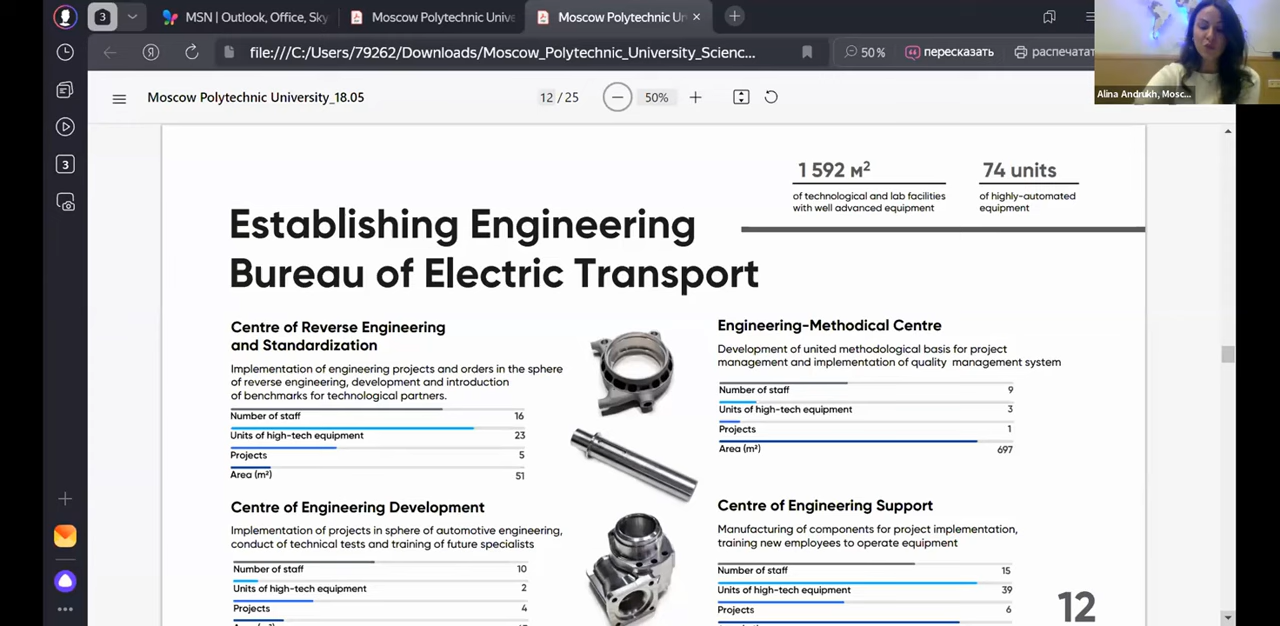 3
MSN | Outlook, Office, Sky
Moscow Polytechnic Unive
Moscow Polytechnic Un
file:///C:/Users/79262/Downloads/Moscow_Polytechnic_University_Scienc...
50%
пересказать
распечатат
Alina Andrukh, Mosc...
3
Moscow Polytechnic University_18.05
12 / 25
50%
1 592 м²
of technological and lab facilities
with well advanced equipment
74 units
of highly-automated
equipment
Establishing Engineering
Bureau of Electric Transport
Centre of Reverse Engineering
and Standardization
Implementation of engineering projects and orders in the sphere
of reverse engineering, development and introduction
of benchmarks for technological partners.
Number of staff 16
Units of high-tech equipment 23
Projects 5
Area (m²) 51
Engineering-Methodical Centre
Development of united methodological basis for project
management and implementation of quality management system
Number of staff 9
Units of high-tech equipment 3
Projects 1
Area (m²) 697
Centre of Engineering Development
Implementation of projects in sphere of automotive engineering,
conduct of technical tests and training of future specialists
Number of staff 10
Units of high-tech equipment 2
Projects 4
Centre of Engineering Support
Manufacturing of components for project implementation,
training new employees to operate equipment
Number of staff 15
Units of high-tech equipment 39
Projects 6
12